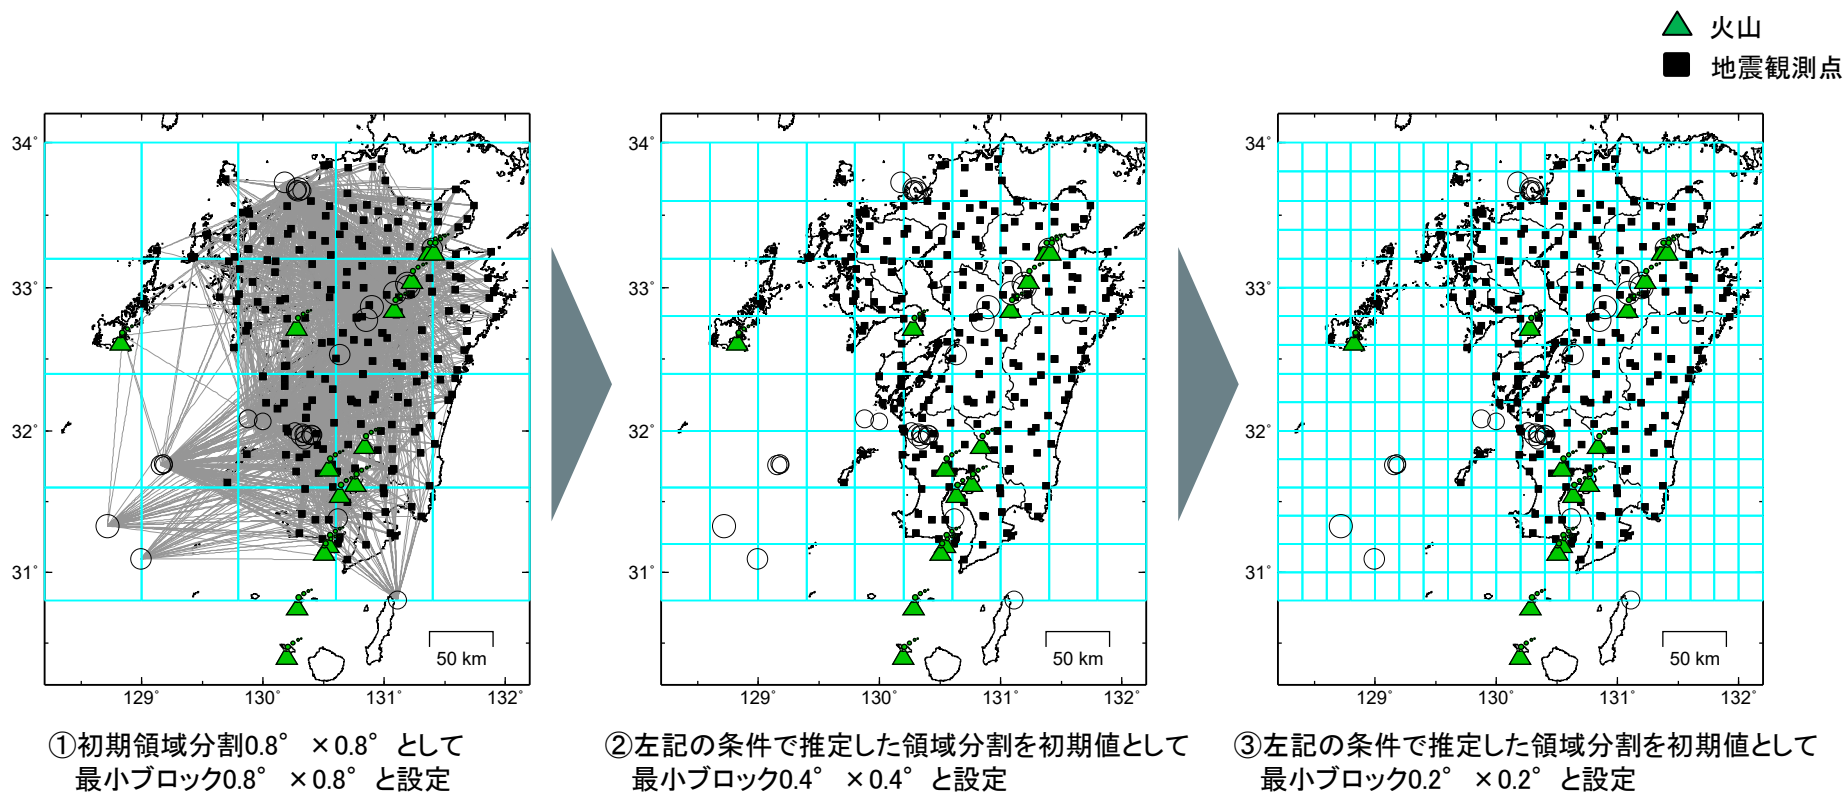 火山
地震観測点
34°
33°
32°
31°
129°
130°
131°
132°
50 km
34°
33°
32°
31°
129°
130°
131°
132°
50 km
34°
33°
32°
31°
129°
130°
131°
132°
50 km
①初期領域分割0.8° ×0.8° として
最小ブロック0.8° ×0.8° と設定
②左記の条件で推定した領域分割を初期値として
最小ブロック0.4° ×0.4° と設定
③左記の条件で推定した領域分割を初期値として
最小ブロック0.2° ×0.2° と設定